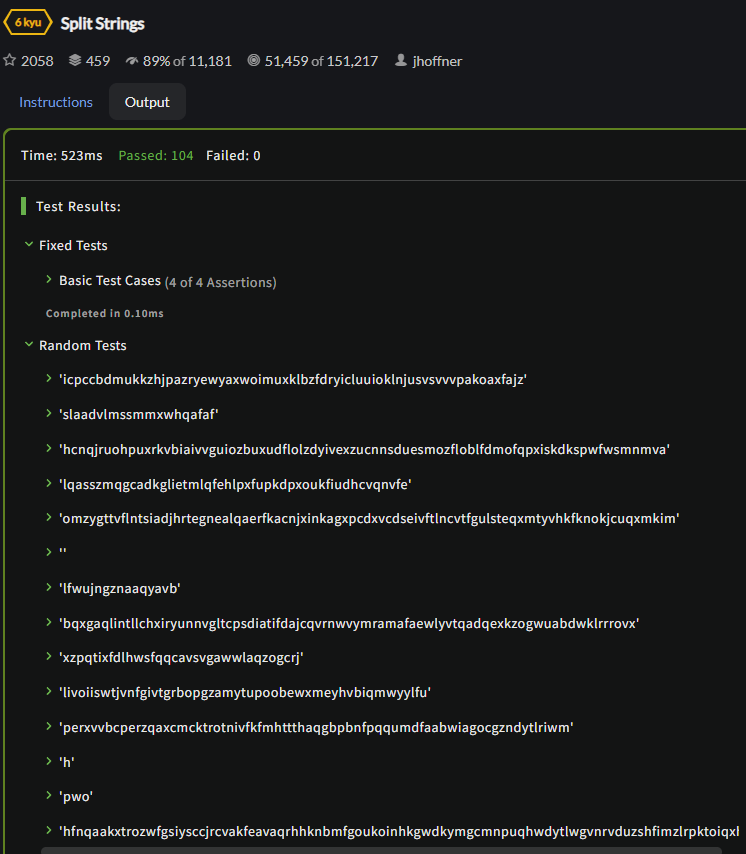 6 kyu Split Strings
2058 459 89% of 11,181 51,459 of 151,217 jhoffner
Instructions Output
Time: 523ms Passed: 104 Failed: 0
Test Results:
Fixed Tests
Basic Test Cases (4 of 4 Assertions)
Completed in 0.10ms
Random Tests
'icpccbdmukkzhjpazryewyaxwoimuxklbzfdryicluuioklnjusvsvvvpakoaxfajz'
'slaadvlmssmmxwhqafaf'
'hcnqjruohpuxrkvbiaivvguiozbuxudflolzdyivexzucnnsduesmozfloblfdmofqpxiskdkspwfwsmnmva'
'lqasszmqgcadkglietmlqfehlpxfupkdpxoukfiudhcvqnvfe'
'omzygttvflntsiadjhrtegnealqaerfkacnjxinkagxpcdxvcdseivftlncvtfgulsteqxmtyvhkfknokjcuqxmkim'
''
'lfwujngznaaqyavb'
'bqxgaqlintllchxiryunnvgltcpsdiatifdajcqvrnwvymramafaewlyvtqadqexkzogwuabdwklrrrovx'
'xzpqtixfdlhwsfqqcavsvgawwlaqzogcrj'
'livoiiswtjvnfgivtgrbopgzamytupoobewxmeyhvbiqmwyylfu'
'perxvvbcperzqaxcmcktrotnivfkfmhttthaqgbpbnfpqqumdfaabwiagocgzndytlriwm'
'h'
'pwo'
'hfnqaakxtrozwfgsiysccjrcvakfeavaqrhhknbmfgoukoinhkgwdkymgcmnpuqhwdytlwgvnrvduzshfimzlrpktoiqxl